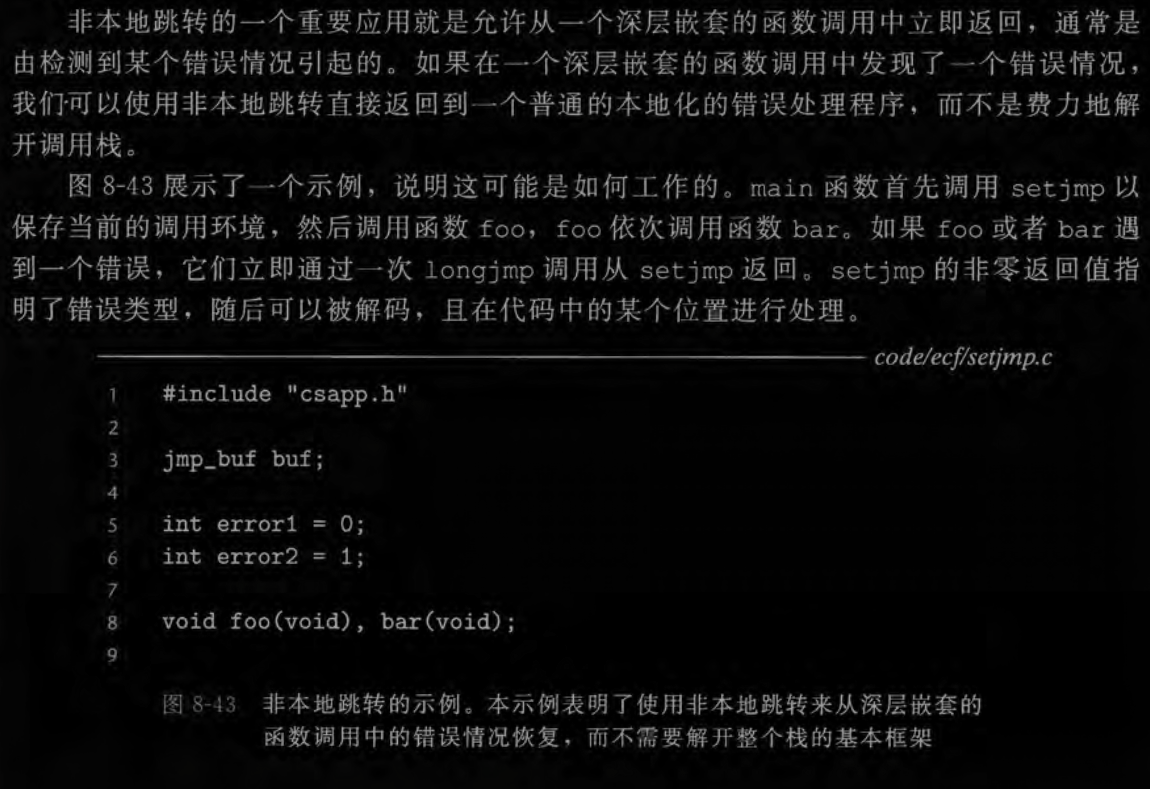 非本地跳转的一个重要应用就是允许从一个深层嵌套的函数调用中立即返回，通常是
由检测到某个错误情况引起的。如果在一个深层嵌套的函数调用中发现了一个错误情况，
我们可以使用非本地跳转直接返回到一个普通的本地化的错误处理程序，而不是费力地解
开调用栈。
图 8-43 展示了一个示例，说明这可能是如何工作的。main 函数首先调用 setjmp 以
保存当前的调用环境，然后调用函数 foo，foo 依次调用函数 bar。如果 foo 或者 bar 遇
到一个错误，它们立即通过一次 longjmp 调用从 setjmp 返回。setjmp 的非零返回值指
明了错误类型，随后可以被解码，且在代码中的某个位置进行处理。
code/ecf/setjmp.c
1 #include "csapp.h"
2
3 jmp_buf buf;
4
5 int error1 = 0;
6 int error2 = 1;
7
8 void foo(void), bar(void);
9
图 8-43 非本地跳转的示例。本示例表明了使用非本地跳转来从深层嵌套的
函数调用中的错误情况恢复，而不需要解开整个栈的基本框架